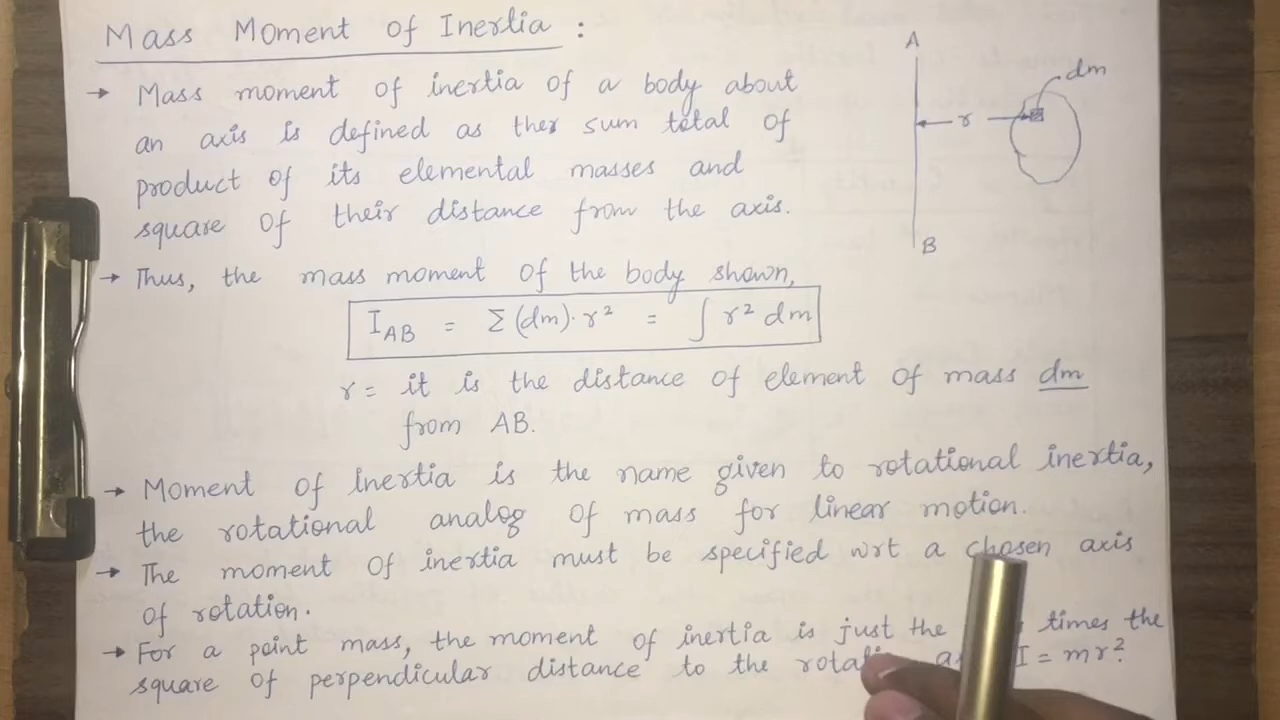 Mass Moment of Inertia :
→ Mass moment of inertia of a body about
an axis is defined as ther sum total of
product of its elemental masses and
square of their distance from the axis.
A
dm
r
B
→ Thus, the mass moment of the body shown,
I_AB = Σ (dm)· r² = ∫ r² dm
r = it is the distance of element of mass dm
from AB.
→ Moment of inertia is the name given to rotational inertia,
the rotational analog of mass for linear motion.
→ The moment of inertia must be specified wrt a chosen axis
of rotation.
→ For a point mass, the moment of inertia is just the times the
square of perpendicular distance to the I = mr².